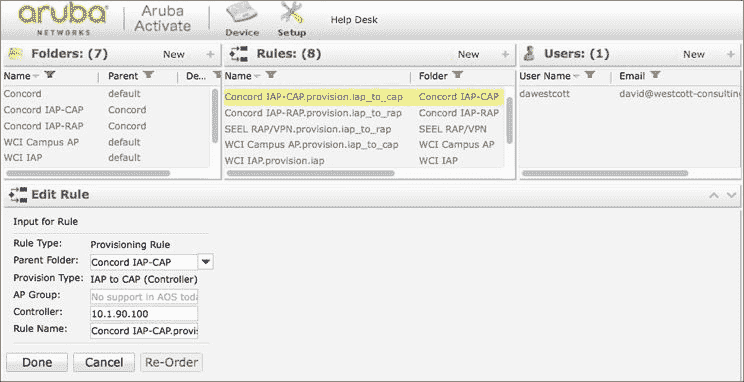 aruba NETWORKS Aruba Activate Device Setup Help Desk
Folders: (7) New + Rules: (8) New + Users: (1) New +
Name Parent De... Name Folder User Name Email
Concord default Concord IAP-CAP.provision.iap_to_cap Concord IAP-CAP dawestcott david@westcott-consulting
Concord IAP-CAP Concord Concord IAP-RAP.provision.iap_to_rap Concord IAP-RAP
Concord IAP-RAP Concord SEEL RAP/VPN.provision.iap_to_rap SEEL RAP/VPN
WCI Campus AP default WCI Campus AP.provision.iap_to_cap WCI Campus AP
WCI IAP default WCI IAP.provision.iap WCI IAP
Edit Rule
Input for Rule
Rule Type: Provisioning Rule
Parent Folder: Concord IAP-CAP
Provision Type: IAP to CAP (Controller)
AP Group: No support in AOS toda
Controller: 10.1.90.100
Rule Name: Concord IAP-CAP.provis
Done Cancel Re-Order